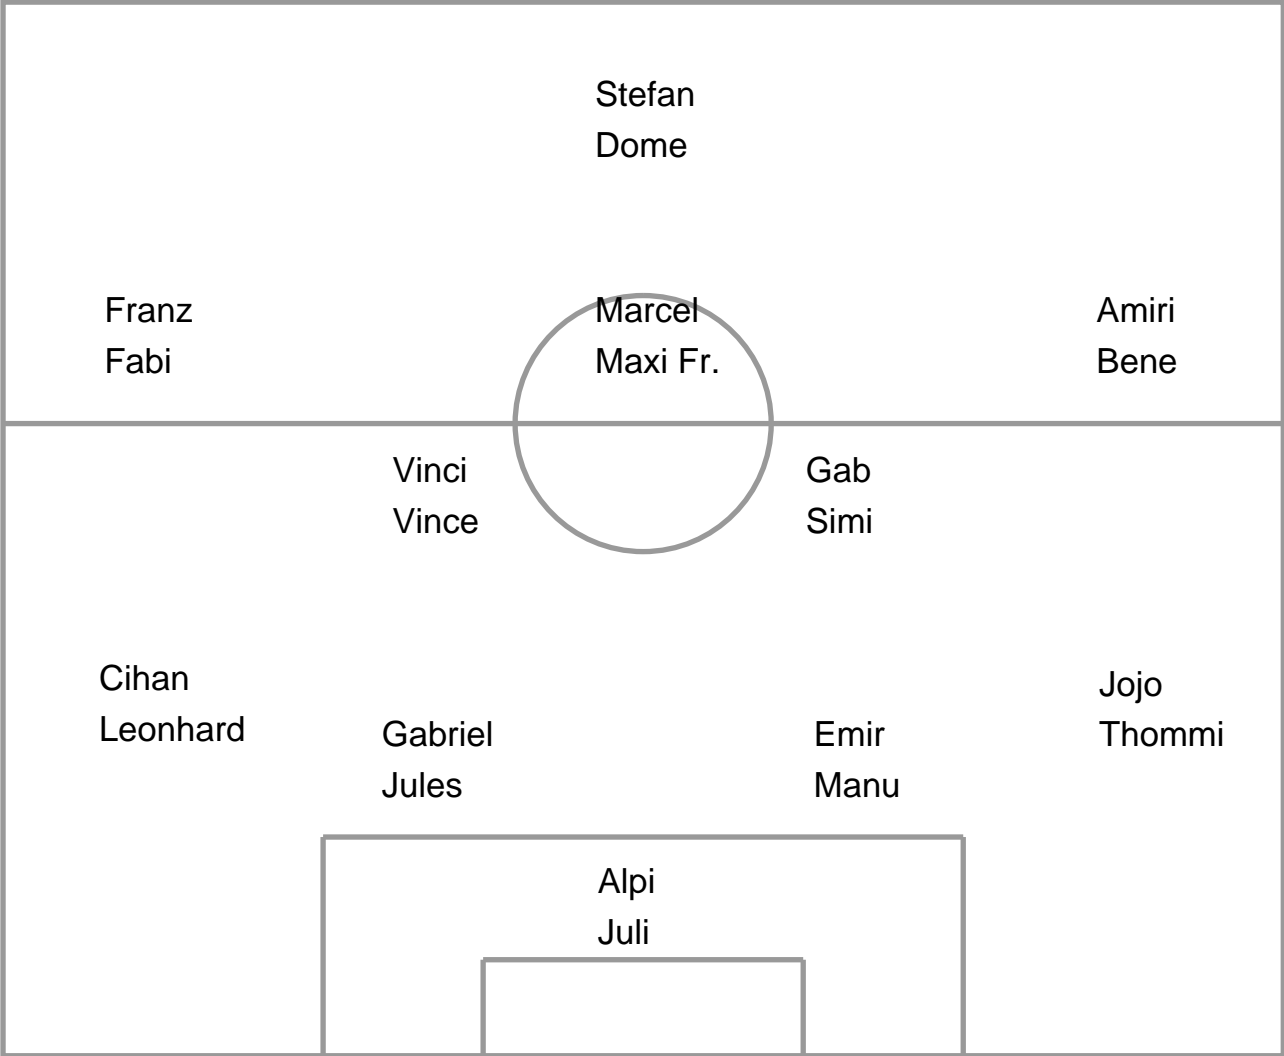 Stefan
Dome
Franz
Fabi
Marcel
Maxi Fr.
Amiri
Bene
Vinci
Vince
Gab
Simi
Cihan
Leonhard
Gabriel
Jules
Emir
Manu
Jojo
Thommi
Alpi
Juli